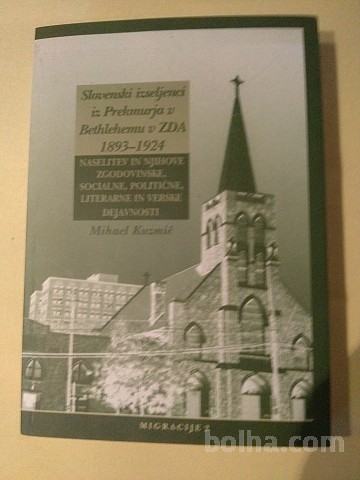 Slovenski izseljenci
iz Prekmurja v
Bethlehemu v ZDA
1893–1924
NASELITEV IN NJIHOVE
ZGODOVINSKE,
SOCIALNE, POLITIČNE,
LITERARNE IN VERSKE
DEJAVNOSTI
Mihael Kuzmič
MIGRACIJE 2
bolha.com